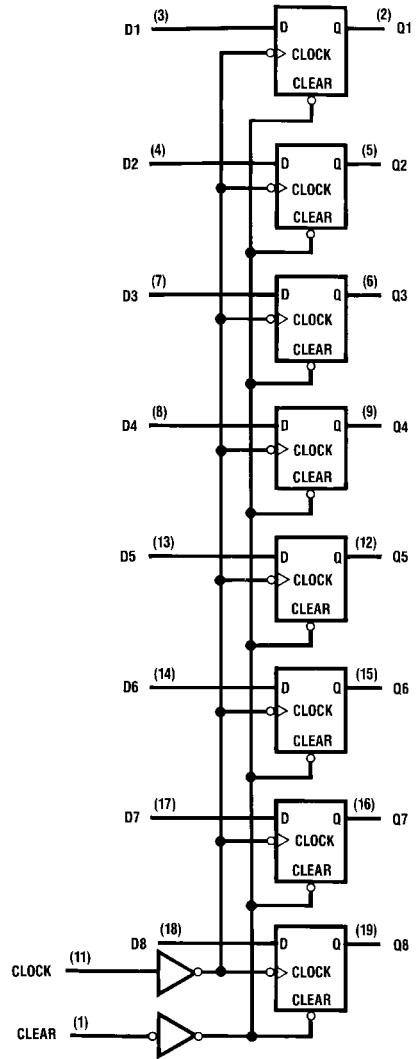 D1 (3) D Q (2) Q1
CLOCK
CLEAR
D2 (4) D Q (5) Q2
CLOCK
CLEAR
D3 (7) D Q (6) Q3
CLOCK
CLEAR
D4 (8) D Q (9) Q4
CLOCK
CLEAR
D5 (13) D Q (12) Q5
CLOCK
CLEAR
D6 (14) D Q (15) Q6
CLOCK
CLEAR
D7 (17) D Q (16) Q7
CLOCK
CLEAR
D8 (18) D Q (19) Q8
CLOCK (11) CLOCK
CLEAR
CLEAR (1)